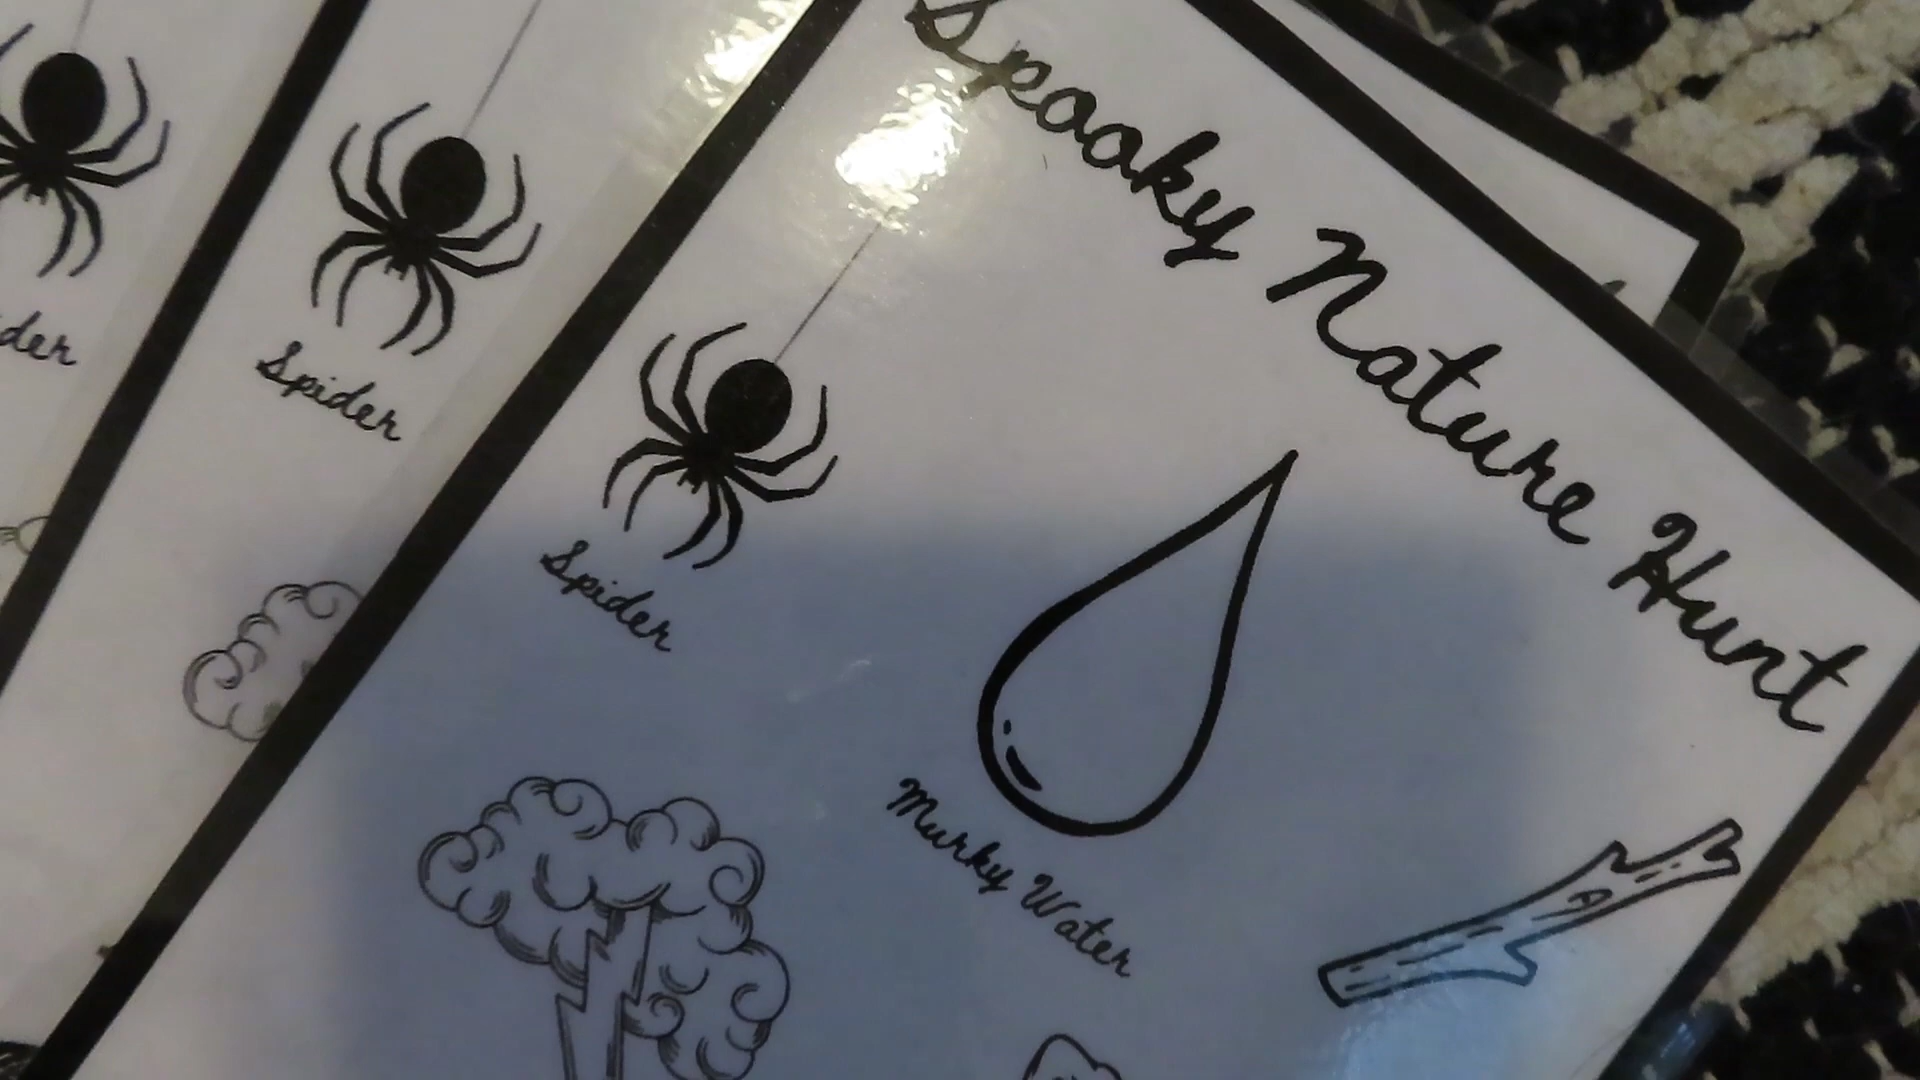 Spooky Nature Hunt
der
Spider
Spider
Murky Water